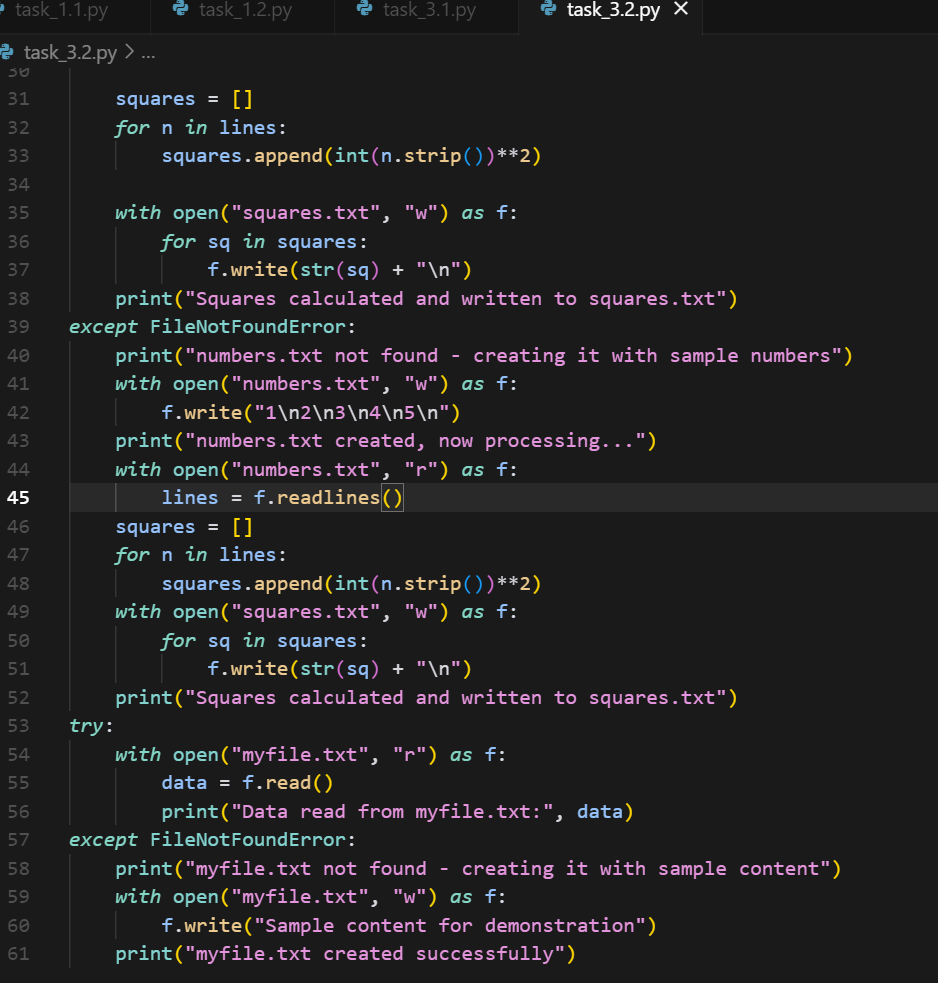 task_1.1.py task_1.2.py task_3.1.py task_3.2.py ×
task_3.2.py > ...
30
31 squares = []
32 for n in lines:
33 squares.append(int(n.strip())**2)
34
35 with open("squares.txt", "w") as f:
36 for sq in squares:
37 f.write(str(sq) + "\n")
38 print("Squares calculated and written to squares.txt")
39 except FileNotFoundError:
40 print("numbers.txt not found - creating it with sample numbers")
41 with open("numbers.txt", "w") as f:
42 f.write("1\n2\n3\n4\n5\n")
43 print("numbers.txt created, now processing...")
44 with open("numbers.txt", "r") as f:
45 lines = f.readlines()
46 squares = []
47 for n in lines:
48 squares.append(int(n.strip())**2)
49 with open("squares.txt", "w") as f:
50 for sq in squares:
51 f.write(str(sq) + "\n")
52 print("Squares calculated and written to squares.txt")
53 try:
54 with open("myfile.txt", "r") as f:
55 data = f.read()
56 print("Data read from myfile.txt:", data)
57 except FileNotFoundError:
58 print("myfile.txt not found - creating it with sample content")
59 with open("myfile.txt", "w") as f:
60 f.write("Sample content for demonstration")
61 print("myfile.txt created successfully")